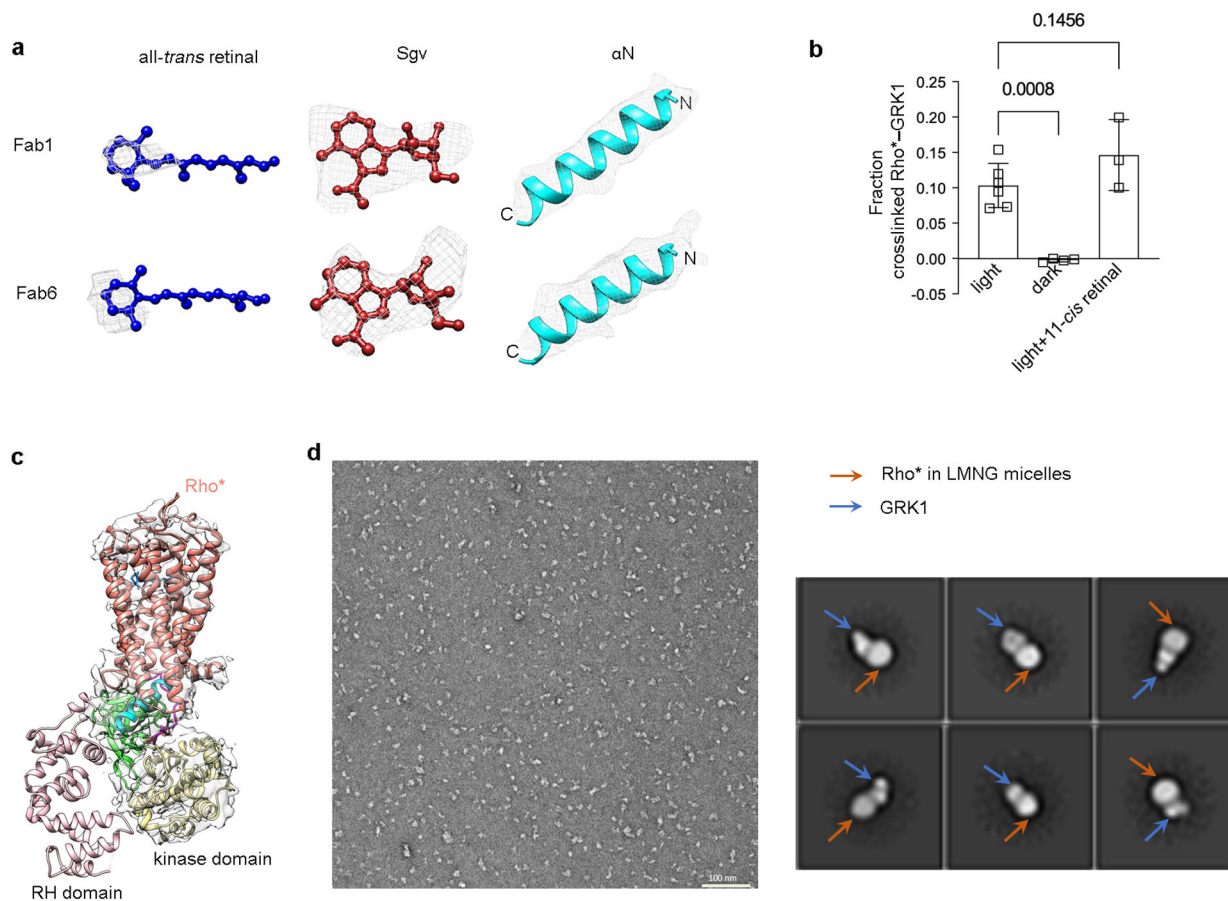 a
all-trans retinal
Sgv
αN
Fab1
N
C
Fab6
N
C
b
0.1456
0.0008
Fraction
crosslinked Rho*–GRK1
0.25
0.20
0.15
0.10
0.05
0.00
-0.05
light
dark
light+11-cis retinal
c
Rho*
kinase domain
RH domain
d
100 nm
Rho* in LMNG micelles
GRK1